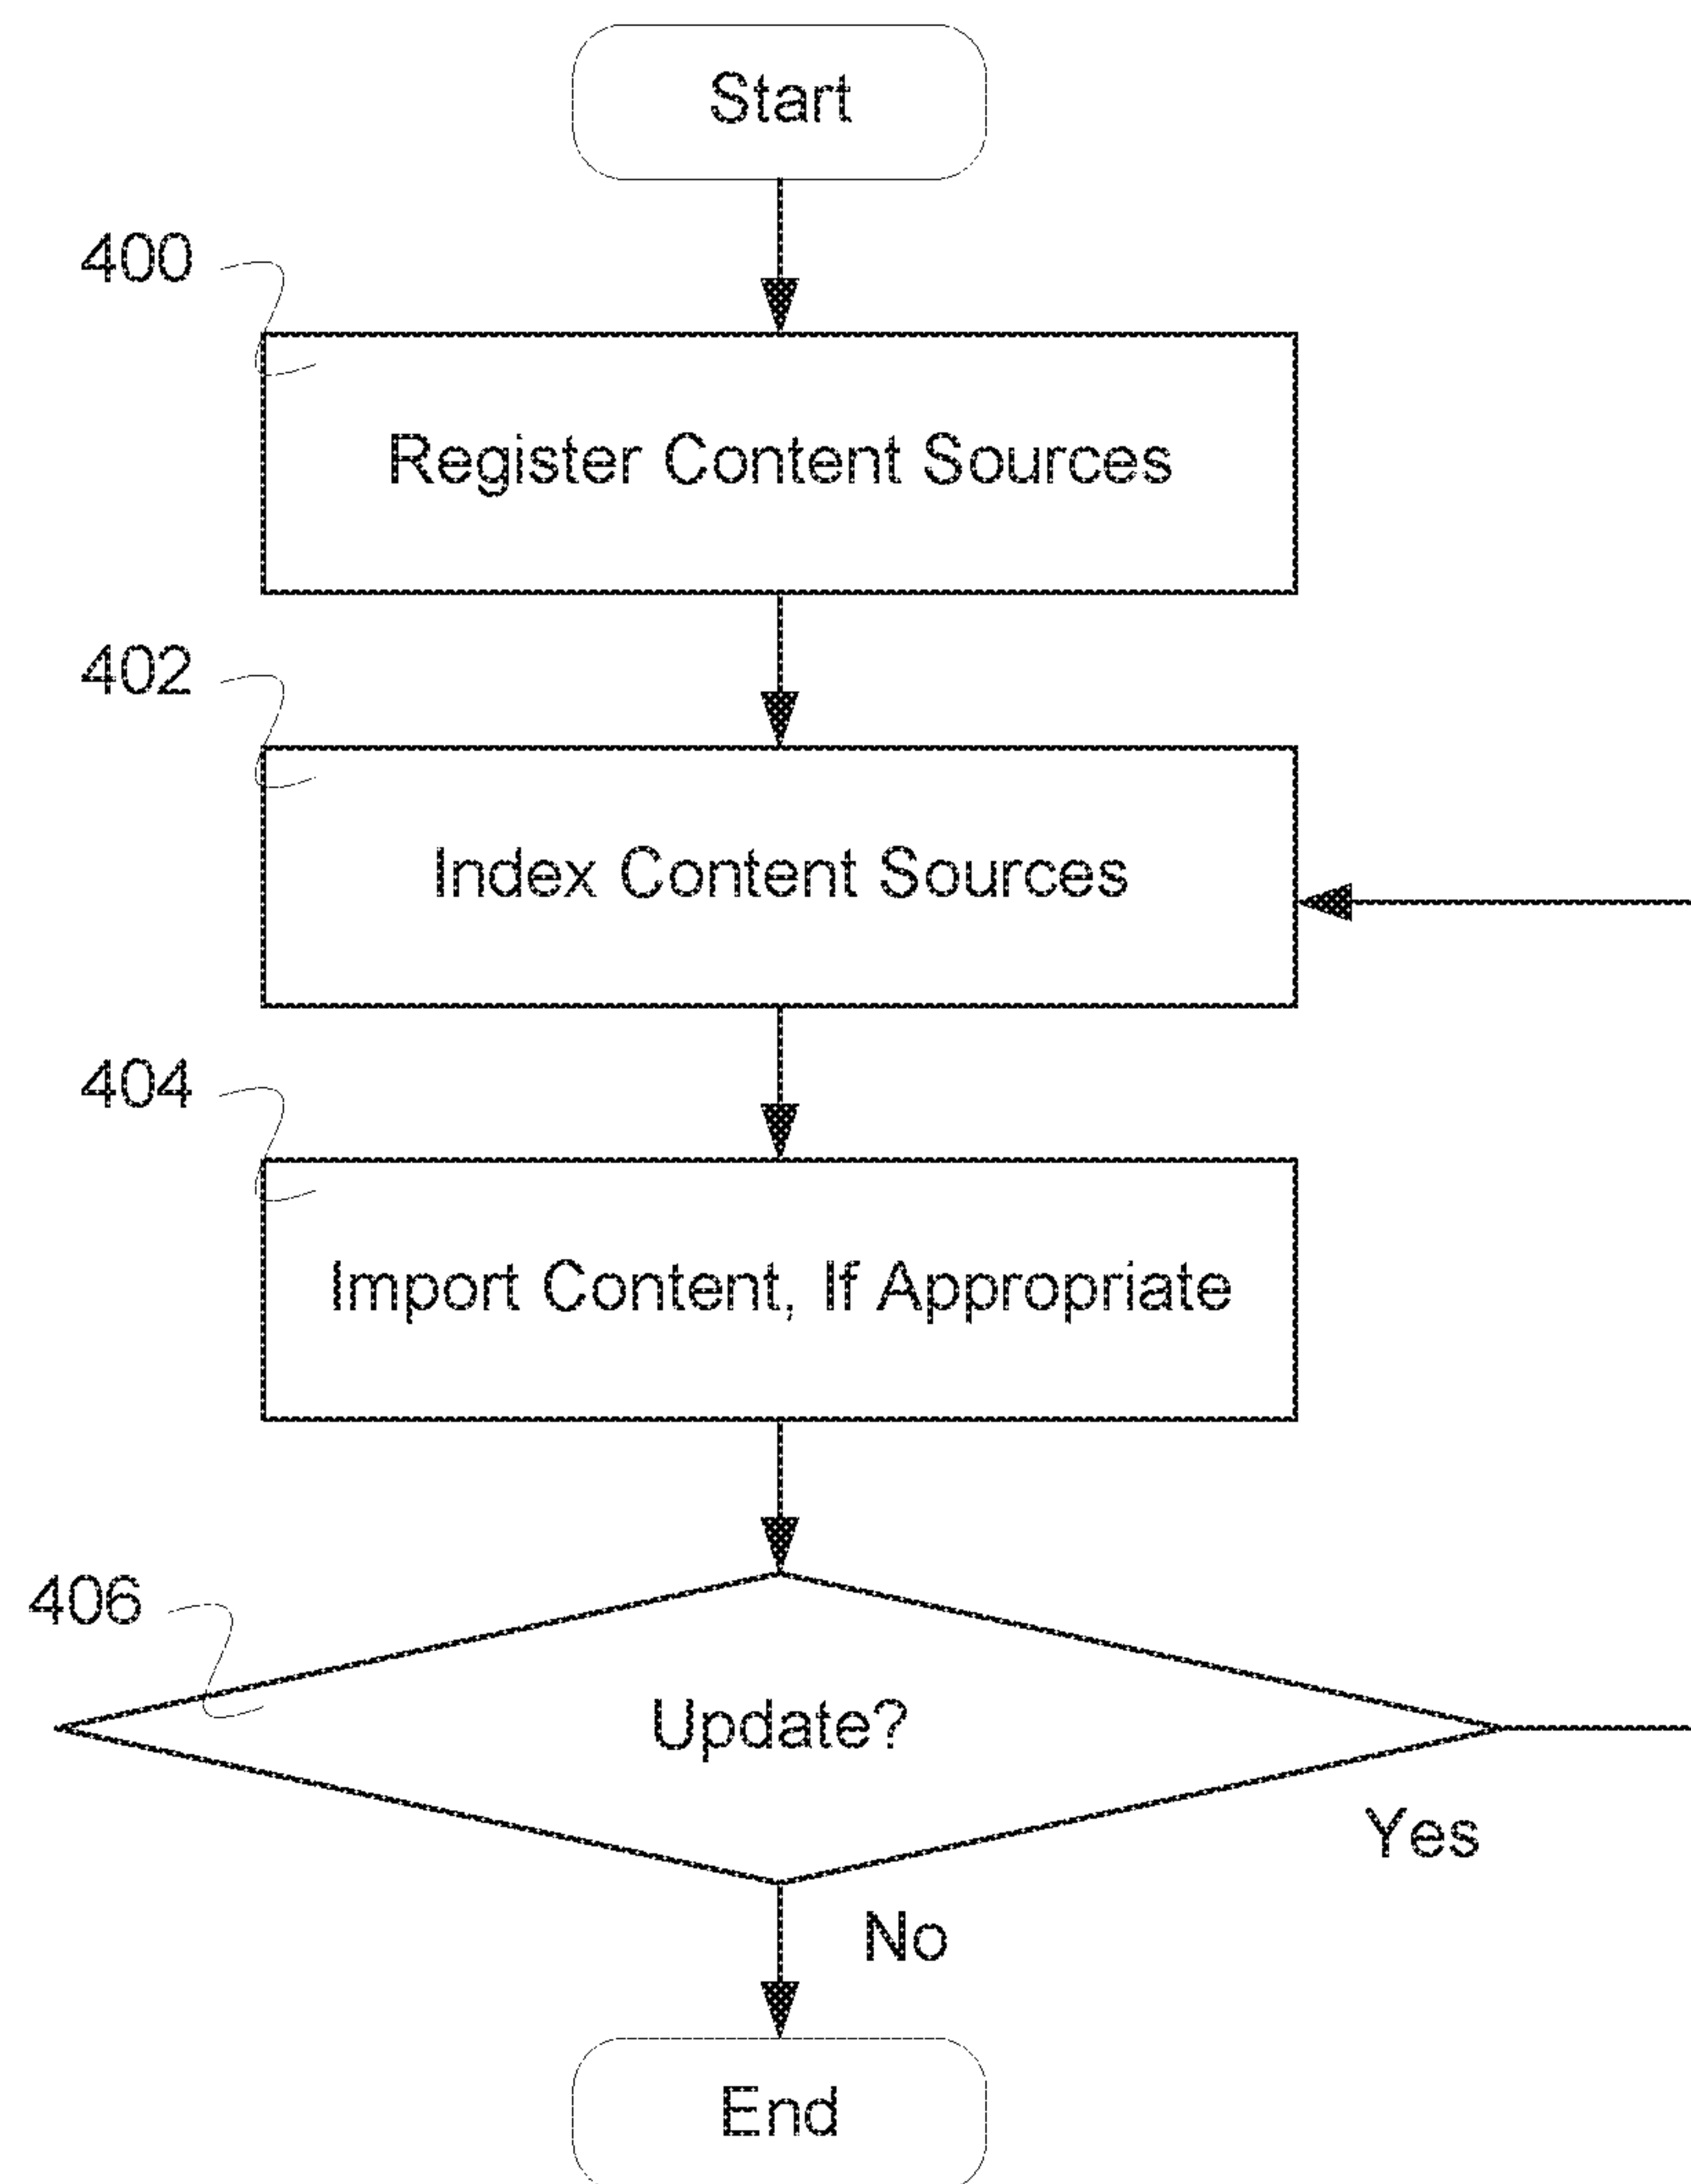 Start
400
Register Content Sources
402
Index Content Sources
404
Import Content, If Appropriate
406
Update?
Yes
No
End